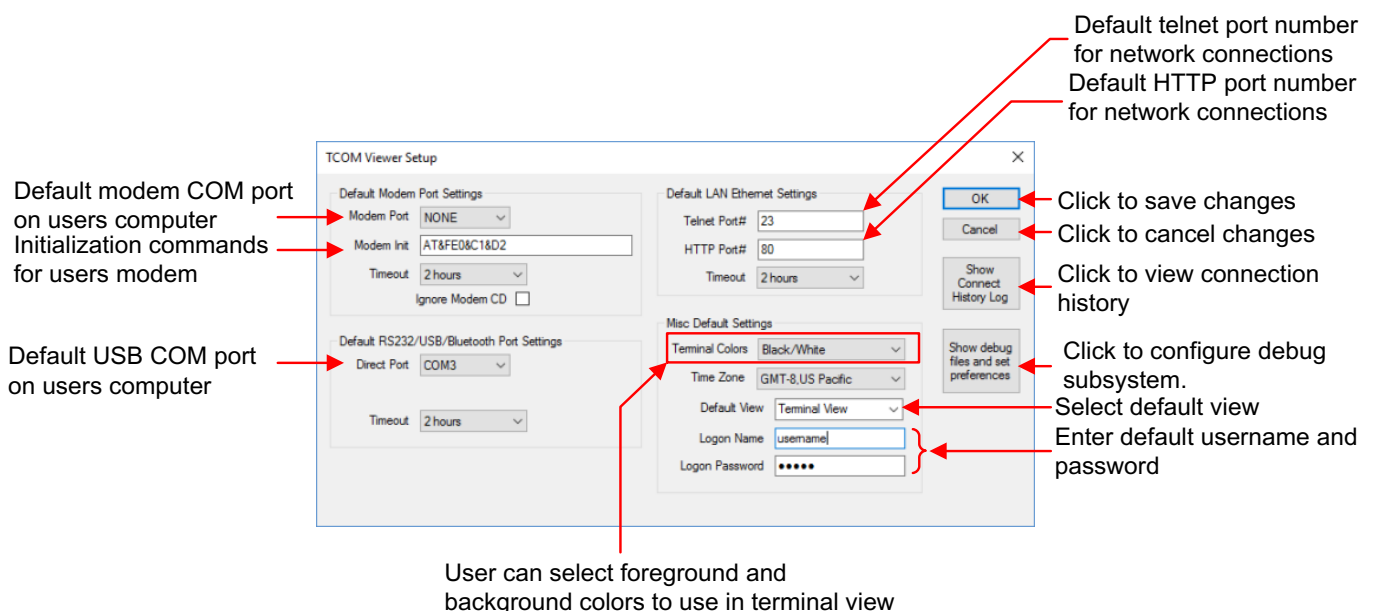 Default telnet port number
for network connections
Default HTTP port number
for network connections
TCOM Viewer Setup
Default modem COM port
on users computer
Initialization commands
for users modem
Default USB COM port
on users computer
Default Modem Port Settings
Modem Port NONE
Modem Init AT&FE0&C1&D2
Timeout 2 hours
Ignore Modem CD
Default RS232/USB/Bluetooth Port Settings
Direct Port COM3
Timeout 2 hours
Default LAN Ethernet Settings
Telnet Port# 23
HTTP Port# 80
Timeout 2 hours
Misc Default Settings
Terminal Colors Black/White
Time Zone GMT-8,US Pacific
Default View Terminal View
Logon Name username
Logon Password •••••
OK
Cancel
Show
Connect
History Log
Show debug
files and set
preferences
Click to save changes
Click to cancel changes
Click to view connection
history
Click to configure debug
subsystem.
Select default view
Enter default username and
password
User can select foreground and
background colors to use in terminal view